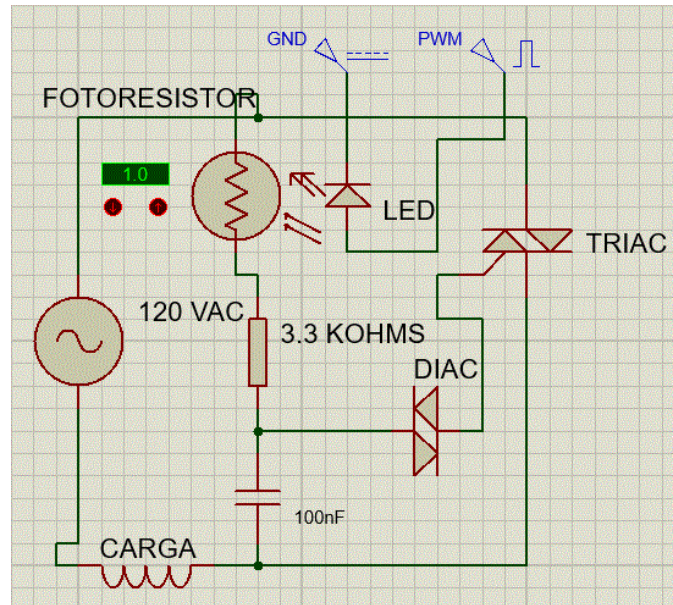 GND
PWM
FOTORESISTOR
1.0
LED
TRIAC
120 VAC
3.3 KOHMS
DIAC
100nF
CARGA